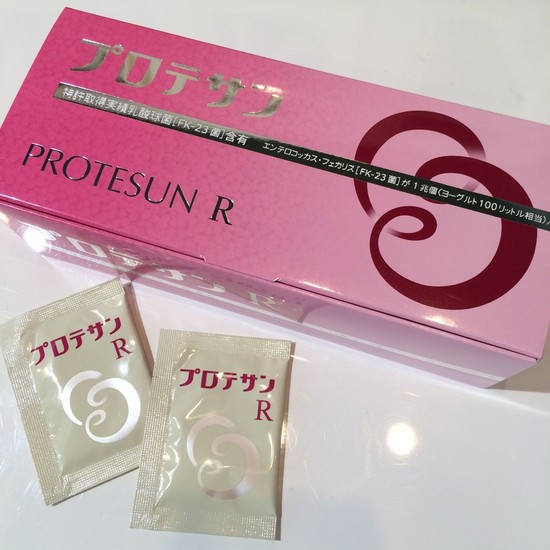 プロテサン
特許取得実績乳酸球菌[FK-23菌]含有
エンテロコッカス・フェカリス[FK-23菌]が1兆個(ヨーグルト100リットル相当)
PROTESUN R
プロテサン R
プロテサン
R
プロテサン
R